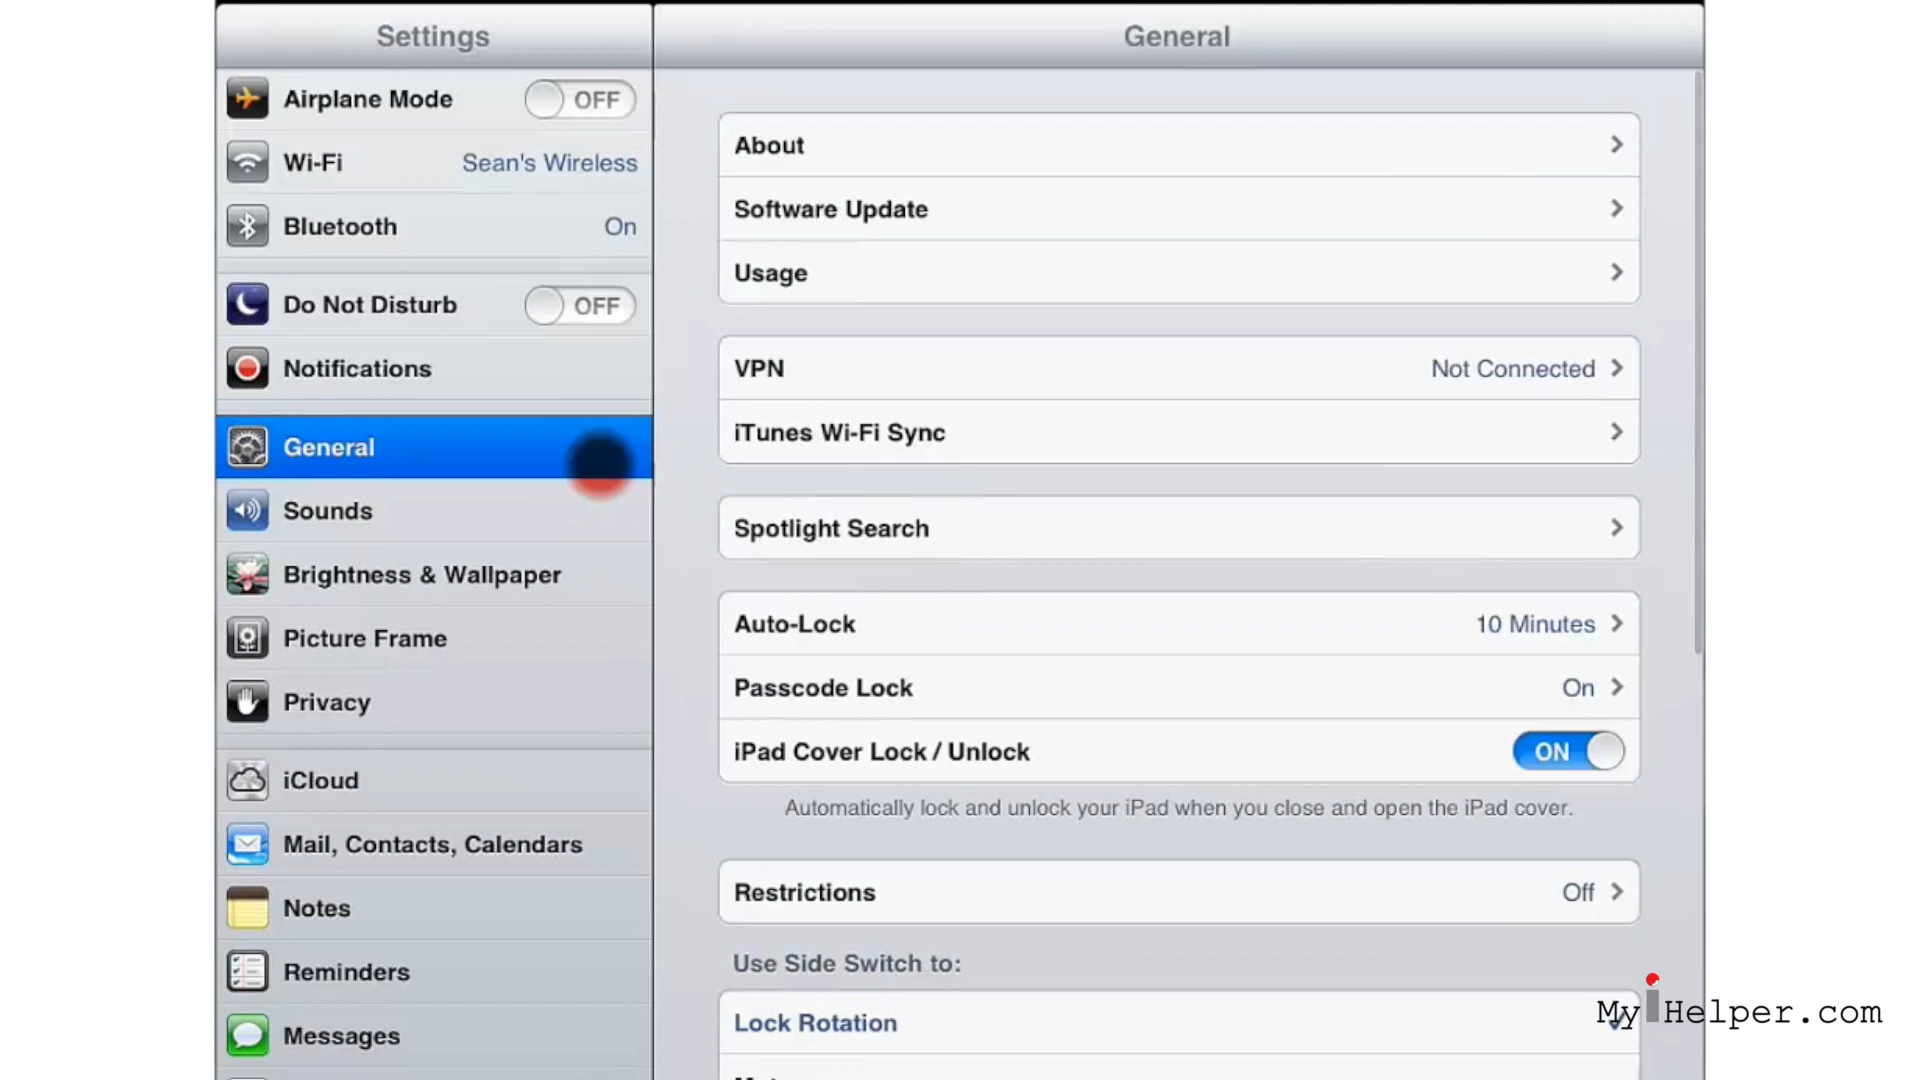 Settings
General
Airplane Mode OFF
Wi-Fi Sean's Wireless
Bluetooth On
Do Not Disturb OFF
Notifications
General
Sounds
Brightness & Wallpaper
Picture Frame
Privacy
iCloud
Mail, Contacts, Calendars
Notes
Reminders
Messages
About
Software Update
Usage
VPN Not Connected
iTunes Wi-Fi Sync
Spotlight Search
Auto-Lock 10 Minutes
Passcode Lock On
iPad Cover Lock / Unlock ON
Automatically lock and unlock your iPad when you close and open the iPad cover.
Restrictions Off
Use Side Switch to:
Lock Rotation
MyiHelper.com